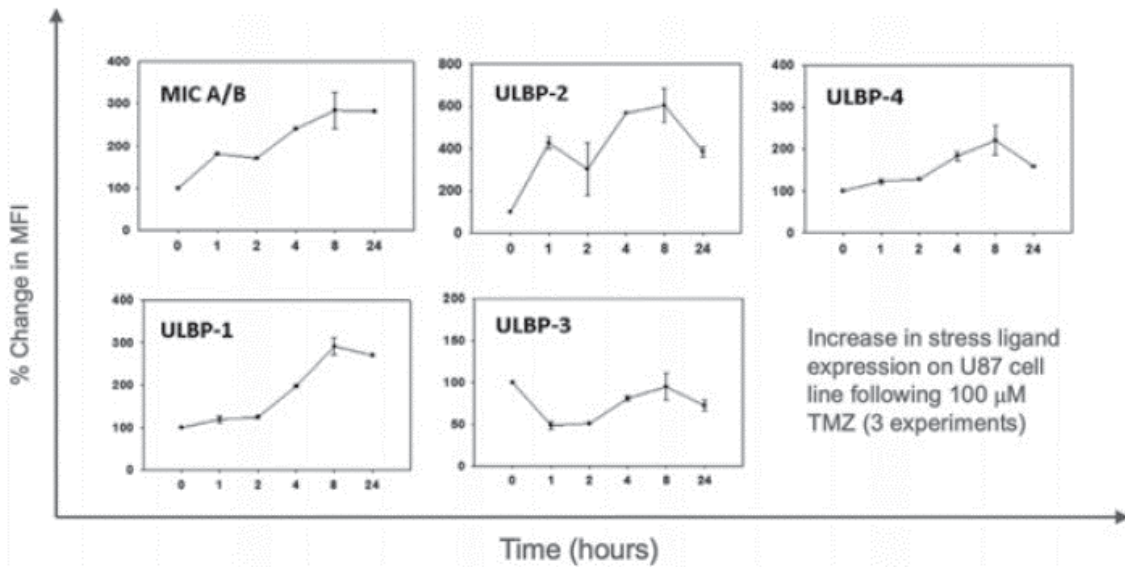 % Change in MFI
MIC A/B
400
300
200
100
0
0 1 2 4 8 24
ULBP-2
800
600
400
200
0
0 1 2 4 8 24
ULBP-4
400
300
200
100
0
0 1 2 4 8 24
ULBP-1
400
300
200
100
0
0 1 2 4 8 24
ULBP-3
200
150
100
50
0
0 1 2 4 8 24
Increase in stress ligand
expression on U87 cell
line following 100 μM
TMZ (3 experiments)
Time (hours)